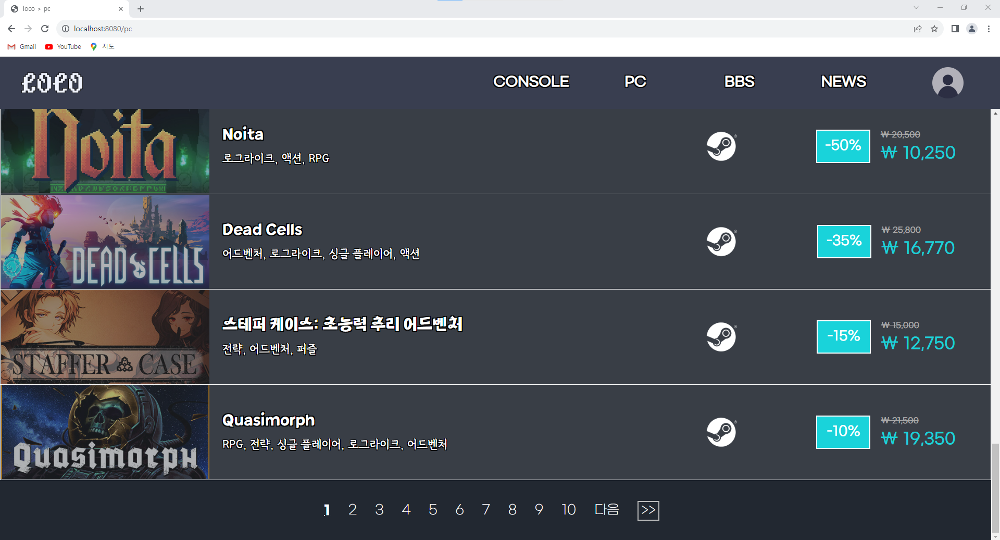 loco > pc
localhost:8080/pc
Gmail YouTube 지도
LOCO CONSOLE PC BBS NEWS
Noita
Noita
로그라이크, 액션, RPG
-50%
₩ 20,500
₩ 10,250
DEAD CELLS
Dead Cells
어드벤처, 로그라이크, 싱글 플레이어, 액션
-35%
₩ 25,800
₩ 16,770
STAFFER CASE
스테퍼 케이스: 초능력 추리 어드벤처
전략, 어드벤처, 퍼즐
-15%
₩ 15,000
₩ 12,750
Quasimorph
Quasimorph
RPG, 전략, 싱글 플레이어, 로그라이크, 어드벤처
-10%
₩ 21,500
₩ 19,350
1 2 3 4 5 6 7 8 9 10 다음 >>